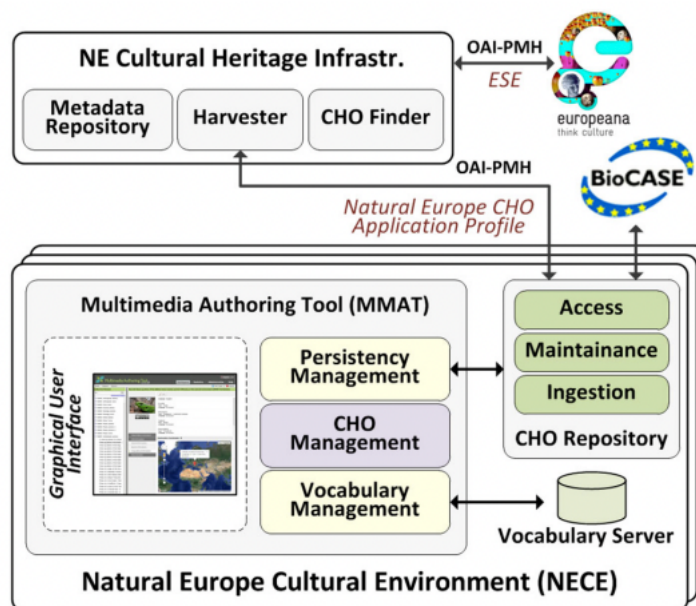 NE Cultural Heritage Infrastr.
Metadata
Repository
Harvester
CHO Finder
OAI-PMH
ESE
europeana
think culture
OAI-PMH
BioCASE
Natural Europe CHO
Application Profile
Multimedia Authoring Tool (MMAT)
Graphical User
Interface
Persistency
Management
CHO
Management
Vocabulary
Management
Access
Maintainance
Ingestion
CHO Repository
Vocabulary Server
Natural Europe Cultural Environment (NECE)